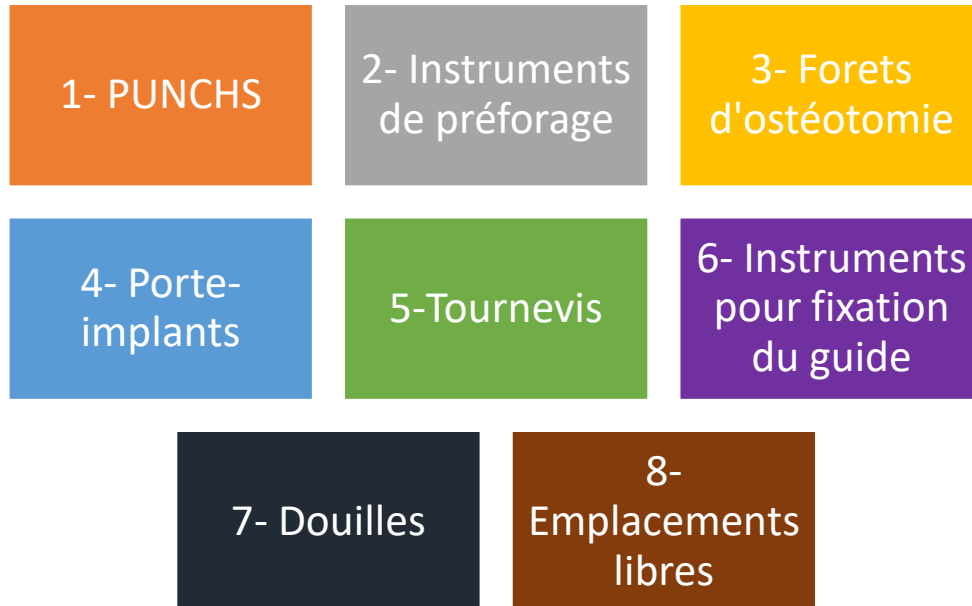 1- PUNCHS
2- Instruments
de préforage
3- Forets
d'ostéotomie
4- Porte-
implants
5-Tournevis
6- Instruments
pour fixation
du guide
7- Douilles
8-
Emplacements
libres